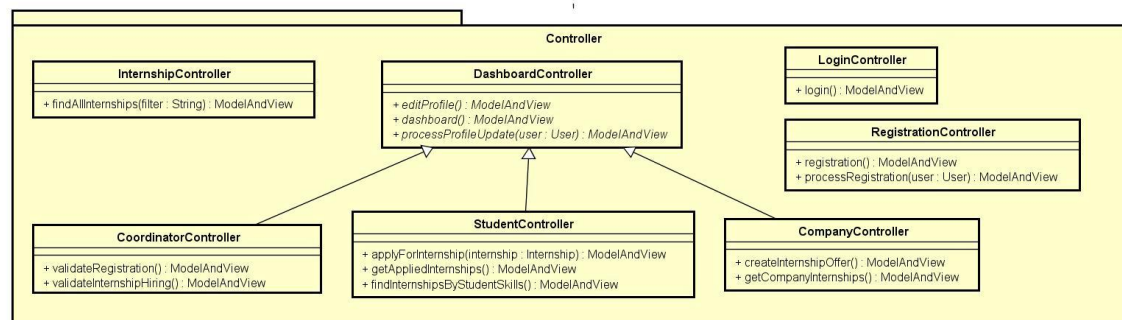 Controller
InternshipController
+ findAllInternships(filter : String) : ModelAndView
DashboardController
+ editProfile() : ModelAndView
+ dashboard() : ModelAndView
+ processProfileUpdate(user : User) : ModelAndView
LoginController
+ login() : ModelAndView
RegistrationController
+ registration() : ModelAndView
+ processRegistration(user : User) : ModelAndView
CoordinatorController
+ validateRegistration() : ModelAndView
+ validateInternshipHiring() : ModelAndView
StudentController
+ applyForInternship(internship : Internship) : ModelAndView
+ getAppliedInternships() : ModelAndView
+ findInternshipsByStudentSkills() : ModelAndView
CompanyController
+ createInternshipOffer() : ModelAndView
+ getCompanyInternships() : ModelAndView